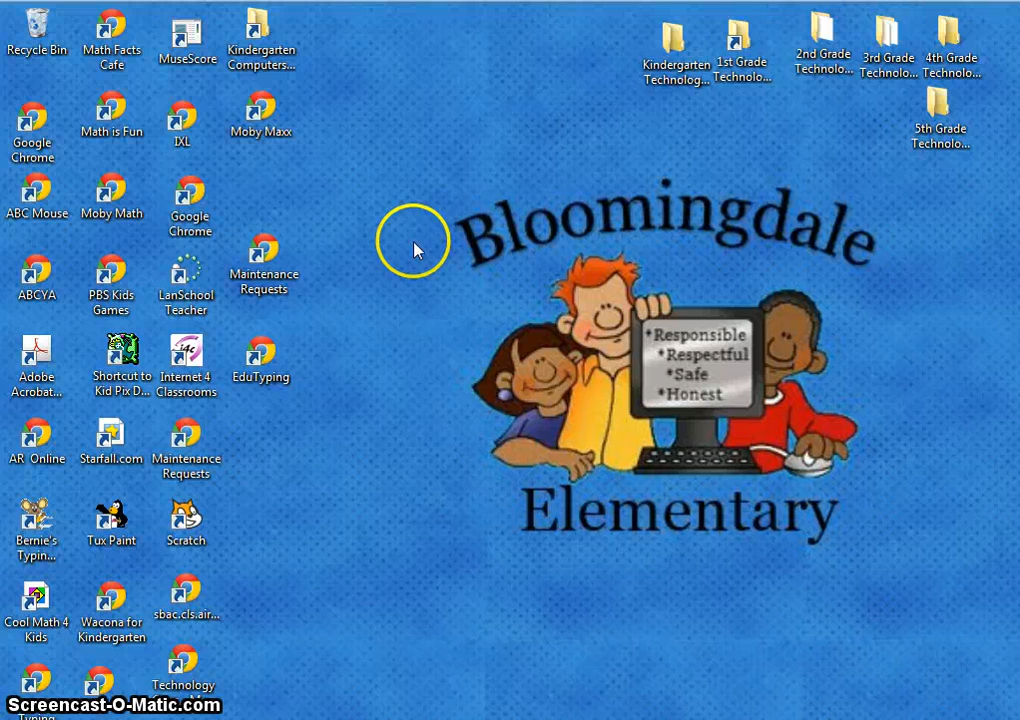 Recycle Bin
Math Facts
Cafe
MuseScore
Kindergarten
Computers...
Kindergarten
Technolog...
1st Grade
Technolo...
2nd Grade
Technolo...
3rd Grade
Technolo...
4th Grade
Technolo...
5th Grade
Technolo...
Google
Chrome
Math is Fun
IXL
Moby Maxx
ABC Mouse
Moby Math
Google
Chrome
Maintenance
Requests
ABCYA
PBS Kids
Games
LanSchool
Teacher
Adobe
Acrobat...
Shortcut to
Kid Pix D...
Internet 4
Classrooms
EduTyping
AR Online
Starfall.com
Maintenance
Requests
Bernie's
Typin...
Tux Paint
Scratch
Cool Math 4
Kids
Wacona for
Kindergarten
sbac.cls.air...
Technology
Typing
Bloomingdale
*Responsible
*Respectful
*Safe
*Honest
Elementary
Screencast-O-Matic.com